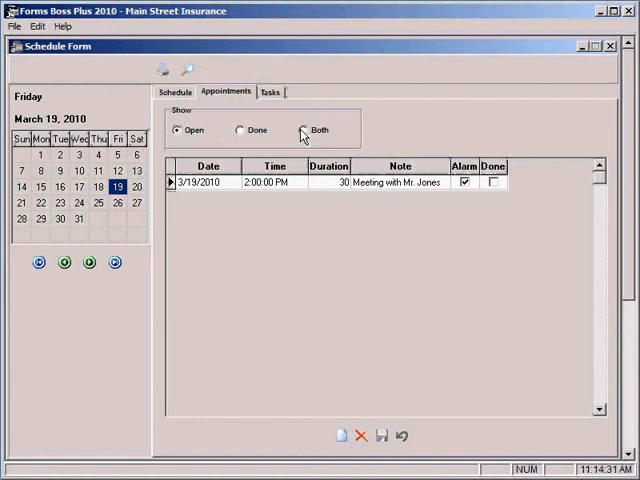 Forms Boss Plus 2010 - Main Street Insurance
File Edit Help
Schedule Form
Friday
March 19, 2010
Sun Mon Tue Wed Thu Fri Sat
1 2 3 4 5 6
7 8 9 10 11 12 13
14 15 16 17 18 19 20
21 22 23 24 25 26 27
28 29 30 31
Schedule Appointments Tasks
Show
Open Done Both
Date Time Duration Note Alarm Done
3/19/2010 2:00:00 PM 30 Meeting with Mr. Jones
NUM 11:14:31 AM